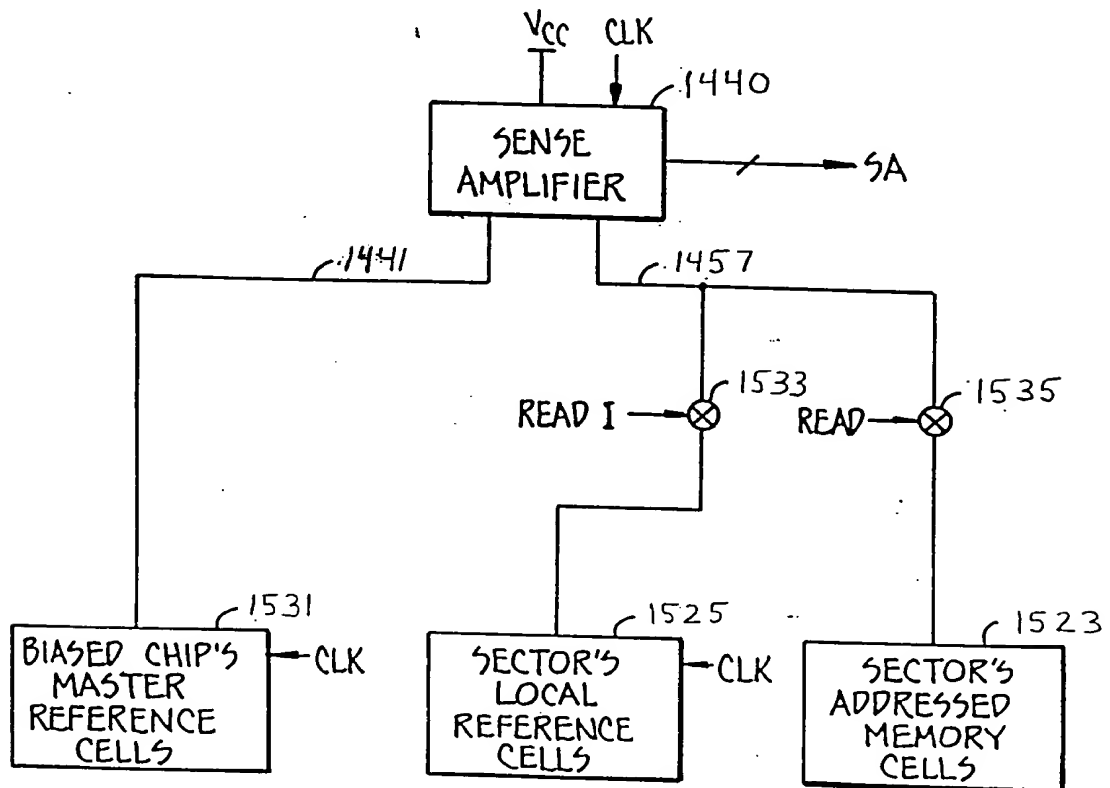 Vcc CLK
1440
SENSE
AMPLIFIER
SA
1441
1457
1533
1535
READ I
READ
1531
1525
1523
BIASED CHIP'S
MASTER
REFERENCE
CELLS
CLK
SECTOR'S
LOCAL
REFERENCE
CELLS
CLK
SECTOR'S
ADDRESSED
MEMORY
CELLS